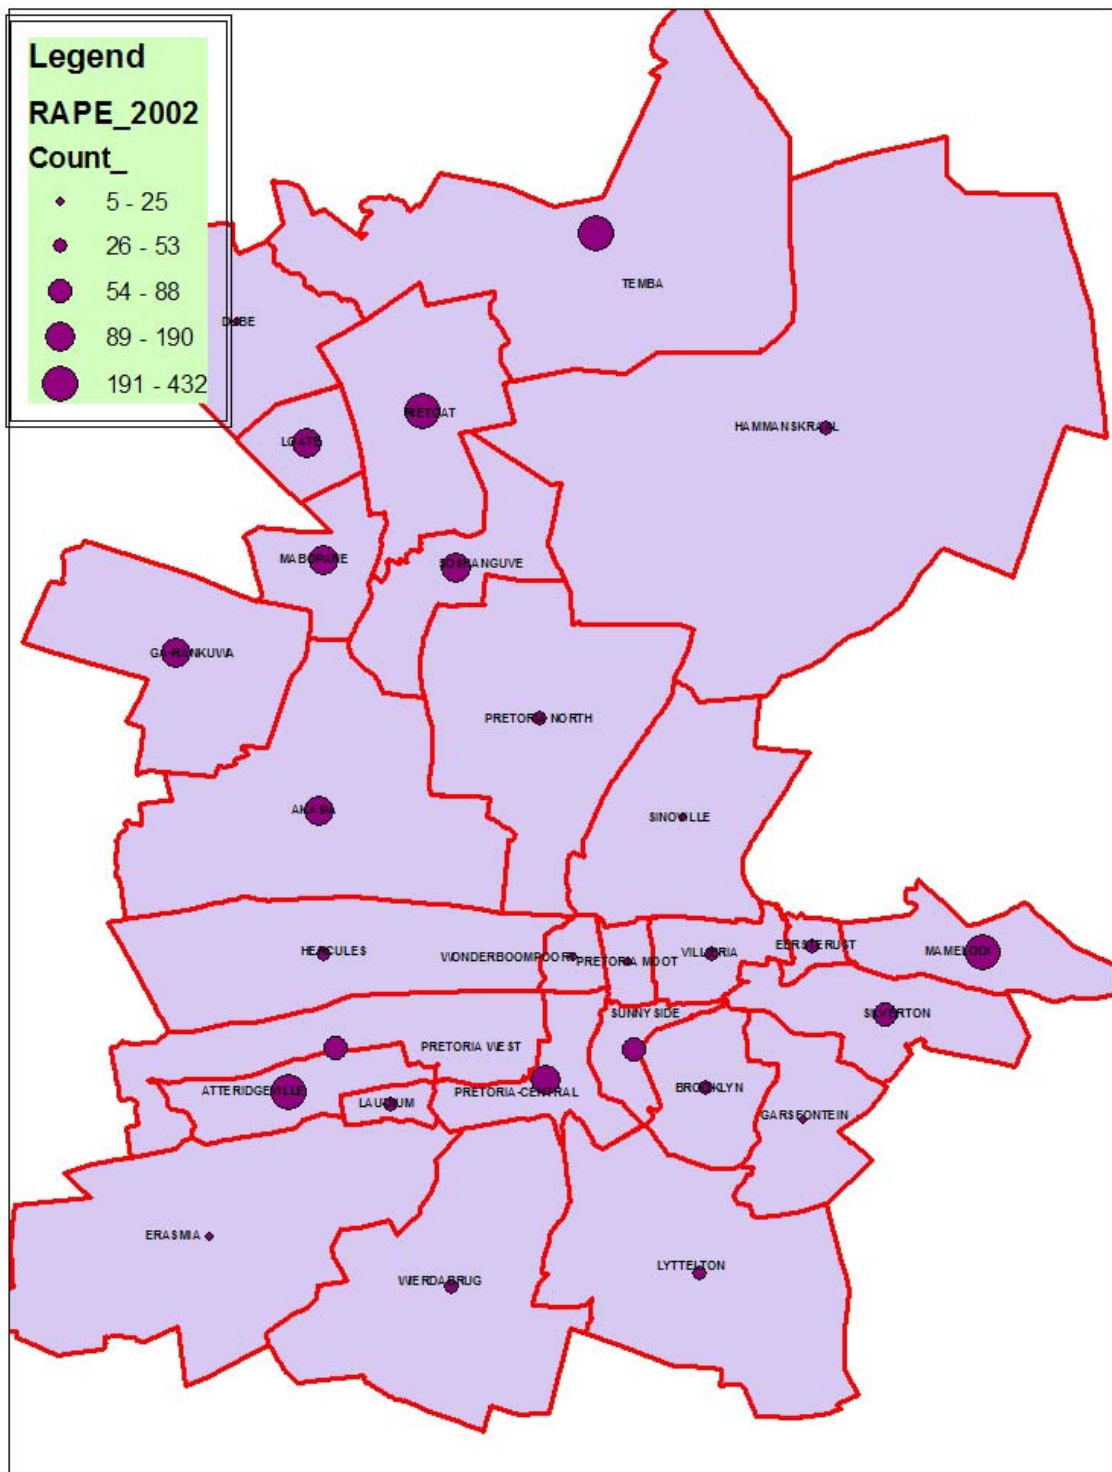 Legend
RAPE_2002
Count_
5 - 25
26 - 53
54 - 88
89 - 190
191 - 432
TEMBA
HAMMANSKRAAL
LOATE
MABOPANE
SOSHANGUVE
GA-RANKUWA
PRETORIA NORTH
AKASIA
SINOVILLE
HERCULES
WONDERBOOMPOORT
PRETORIA MOOT
VILLIERIA
EERSTERUST
MAMELODI
SUNNYSIDE
SILVERTON
PRETORIA WEST
ATTERIDGEVILLE
LAUDIUM
PRETORIA-CENTRAL
BROOKLYN
GARSFONTEIN
ERASMIA
WIERDABRUG
LYTTELTON